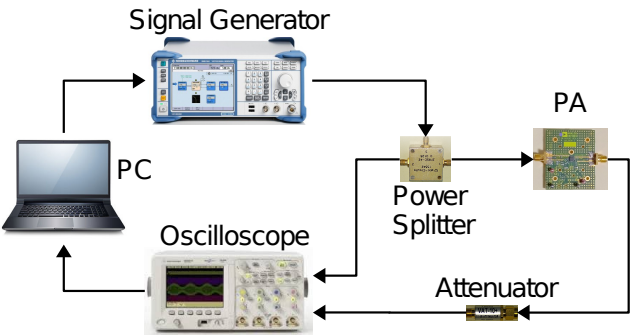 Signal Generator
PA
PC
Power
Splitter
Oscilloscope
Attenuator